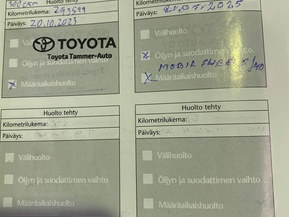 Kilometrilukema:
Päiväys: 20.10.2023
Välihuolto
TOYOTA
Toyota Tammer-Auto
Öljyn ja suodattimen
Määräaikaishuolto
Kilometrilukema:
Päiväys:
Välihuolto
Öljyn ja suodattimen vaihto
Määräaikaishuolto
Huolto tehty
Kilometrilukema:
Päiväys:
Välihuolto
Öljyn ja suodattimen vaihto
Määräaikaishuolto
Huolto tehty
Kilometrilukema:
Päiväys:
Välihuolto
Öljyn ja suodattimen vaihto
Määräaikaishuolto